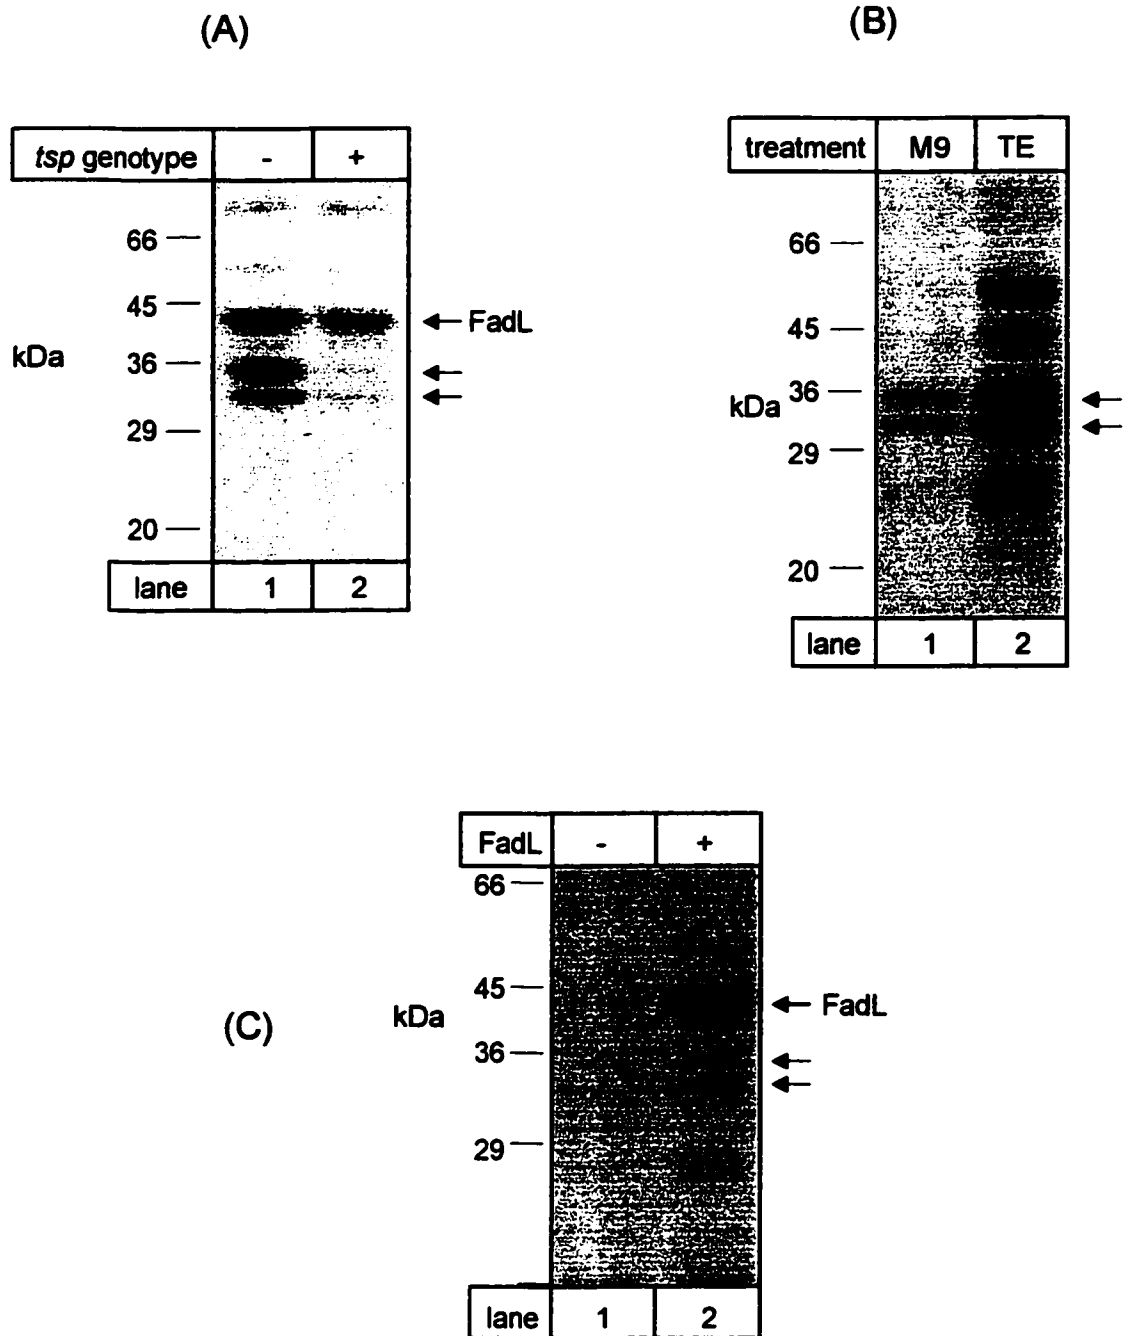 (A)
tsp genotype - +
66
45
FadL
kDa
36
29
20
lane 1 2
(B)
treatment M9 TE
66
45
kDa
36
29
20
lane 1 2
(C)
FadL - +
66
45
FadL
kDa
36
29
lane 1 2